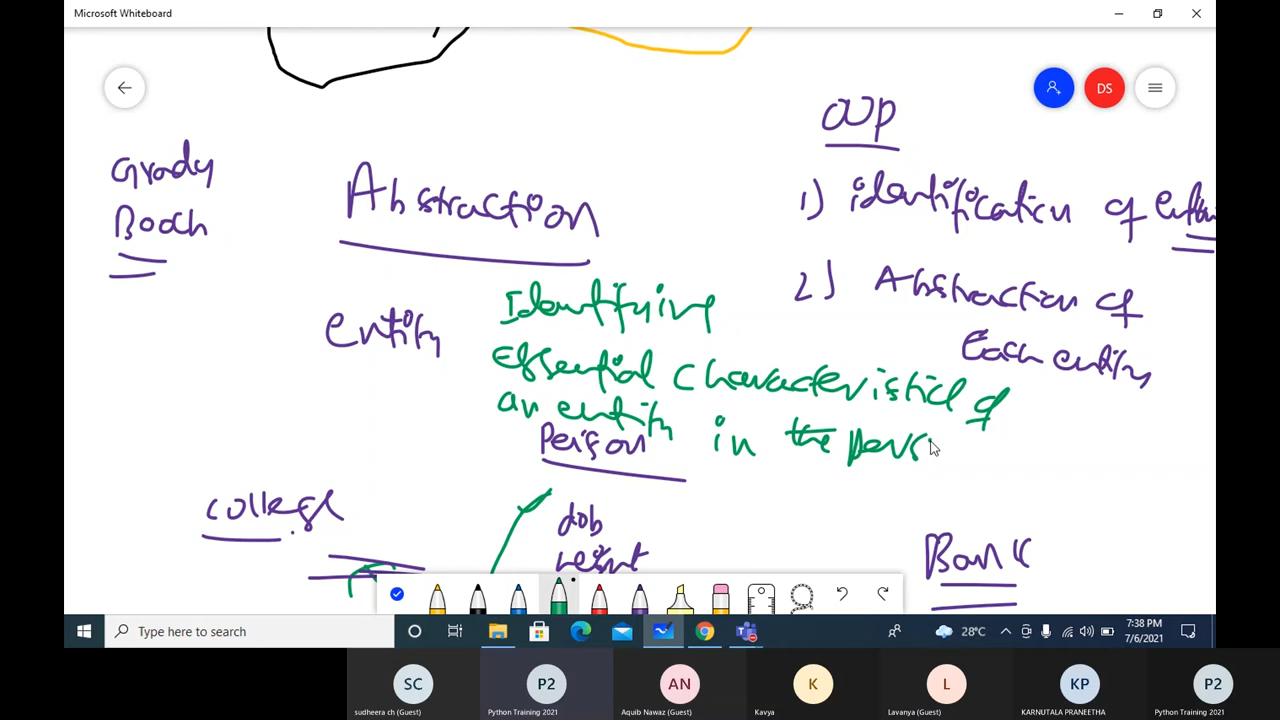 Microsoft Whiteboard
DS
OOP
Grady
Booch
Abstraction
1) identification of
2) Abstraction of
Each entity
entity
Identifying
Essential characteristics of
an entity in the pers
Person
college
dob
Bank
Type here to search
28°C
7:38 PM
7/6/2021
SC
sudheera ch (Guest)
P2
Python Training 2021
AN
Aquib Nawaz (Guest)
K
Kavya
L
Lavanya (Guest)
KP
KARNUTALA PRANEETHA
P2
Python Training 2021